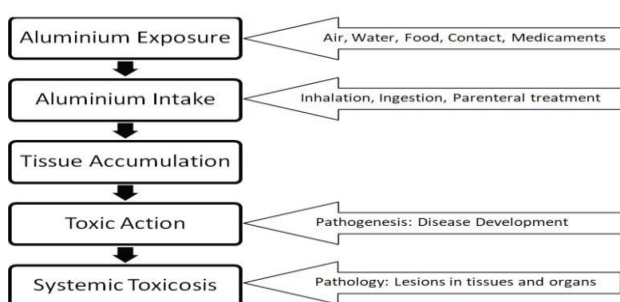 Aluminium Exposure
Air, Water, Food, Contact, Medicaments
Aluminium Intake
Inhalation, Ingestion, Parenteral treatment
Tissue Accumulation
Toxic Action
Pathogenesis: Disease Development
Systemic Toxicosis
Pathology: Lesions in tissues and organs